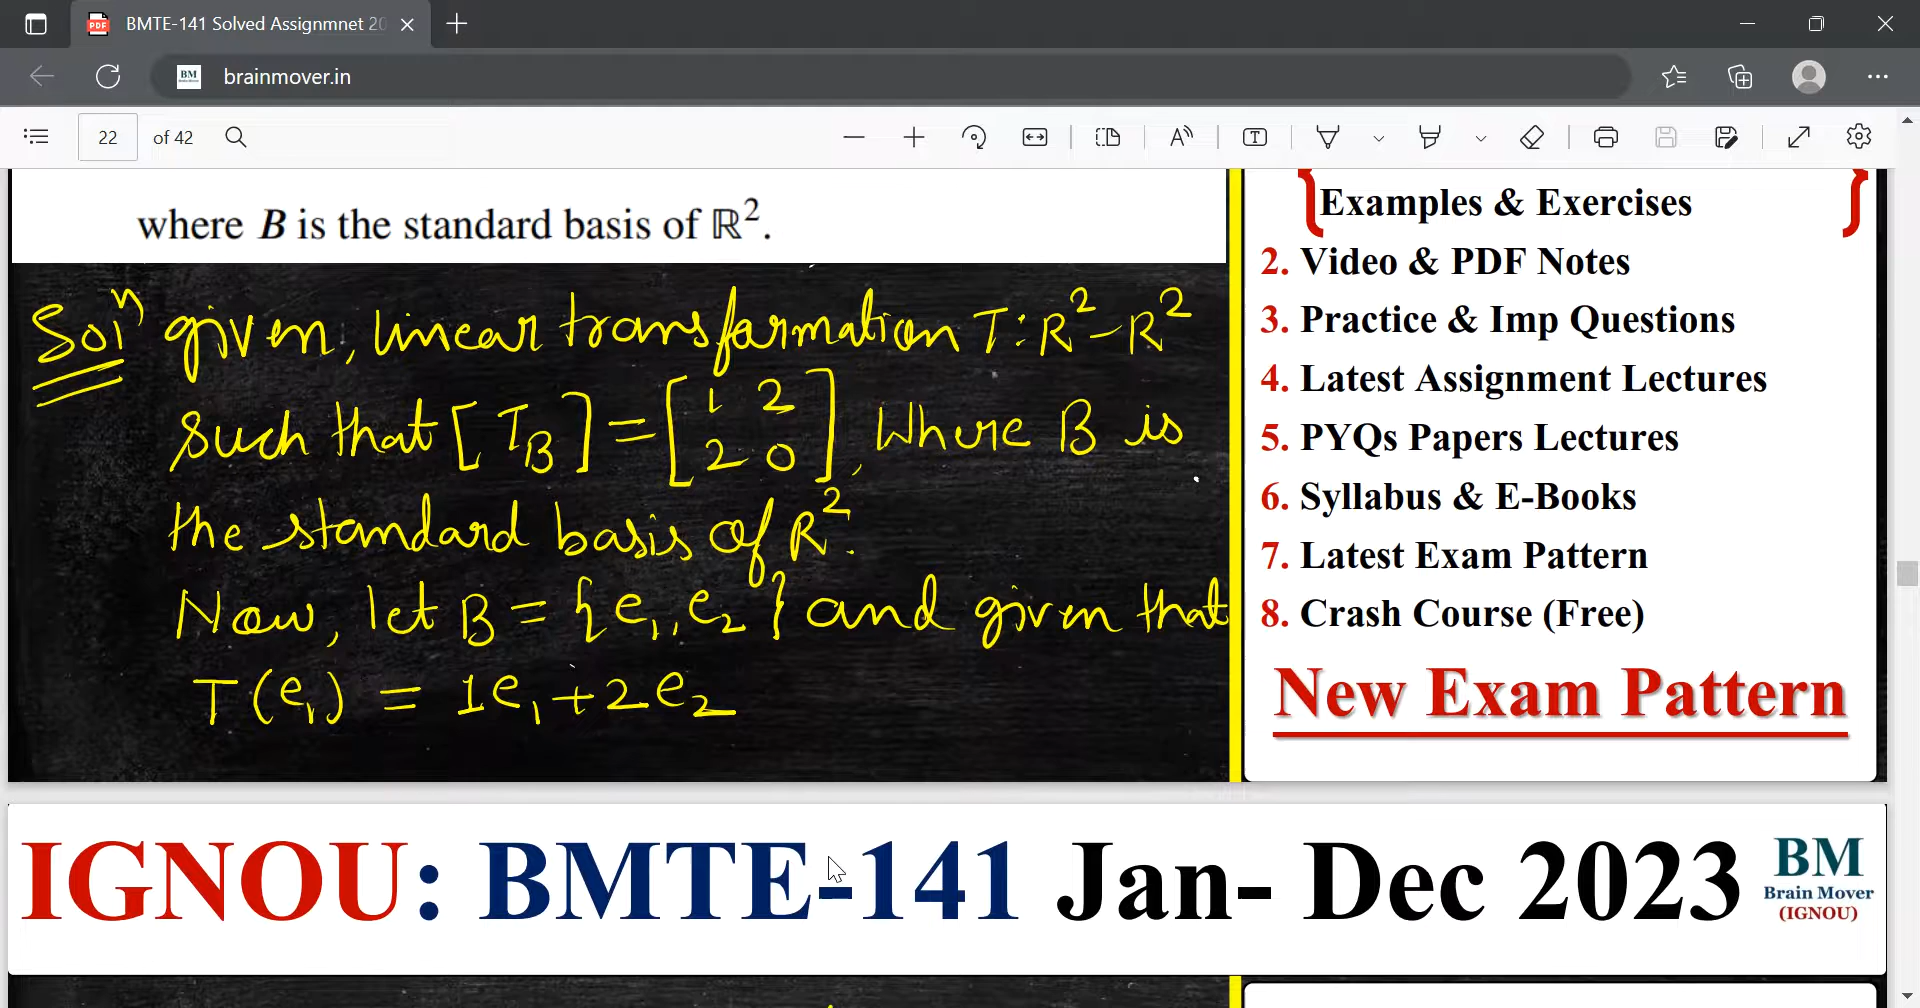 BMTE-141 Solved Assignmnet 20
brainmover.in
22 of 42
where B is the standard basis of ℝ².
Solⁿ given, linear transformation T: R² – R²
such that [T_B] = [1 2
2 0], Where B is
the standard basis of R².
Now, let B = {e₁, e₂} and given that
T(e₁) = 1e₁ + 2e₂
Examples & Exercises
2. Video & PDF Notes
3. Practice & Imp Questions
4. Latest Assignment Lectures
5. PYQs Papers Lectures
6. Syllabus & E-Books
7. Latest Exam Pattern
8. Crash Course (Free)
New Exam Pattern
IGNOU: BMTE-141 Jan- Dec 2023
BM
Brain Mover
(IGNOU)